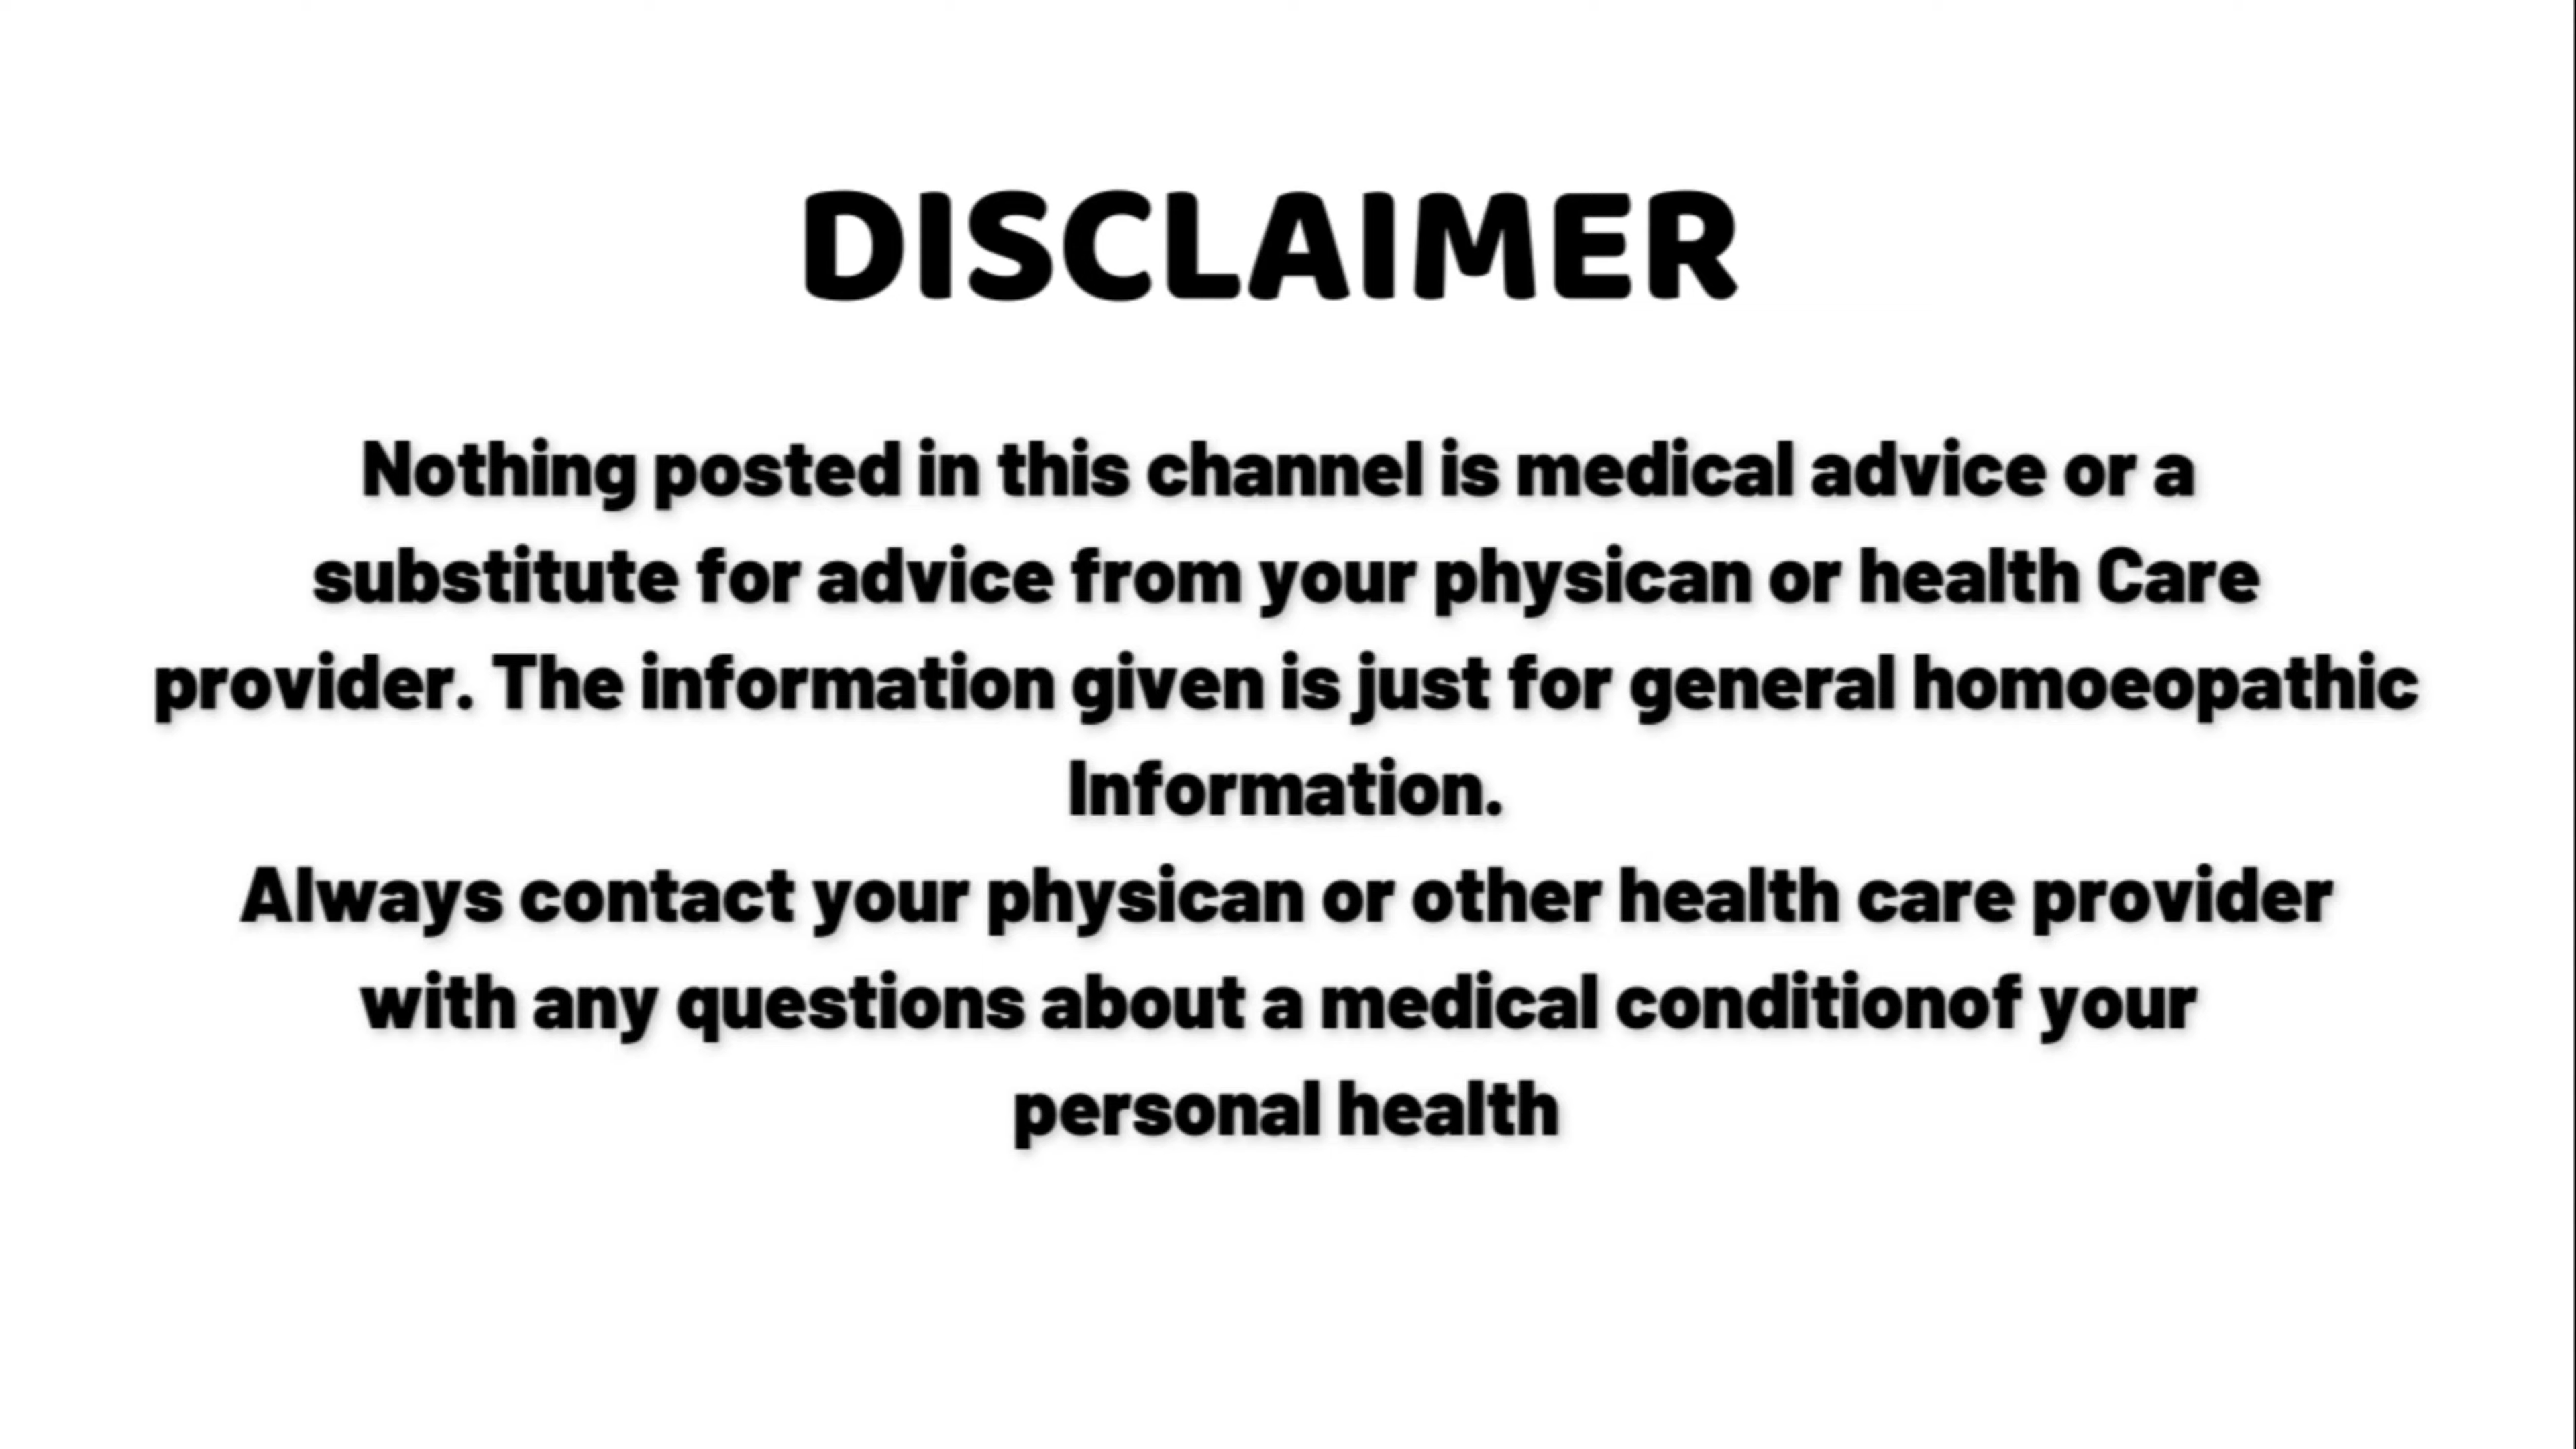 DISCLAIMER
Nothing posted in this channel is medical advice or a
substitute for advice from your physican or health Care
provider. The information given is just for general homoeopathic
Information.
Always contact your physican or other health care provider
with any questions about a medical conditionof your
personal health